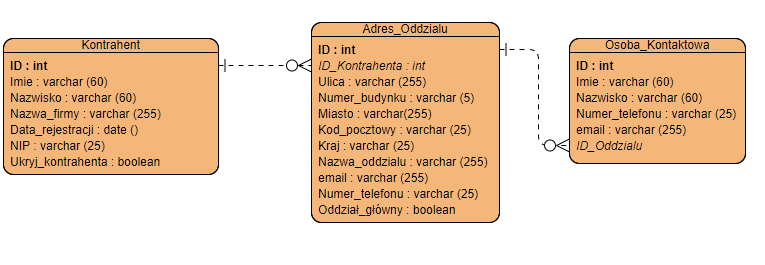 Kontrahent
ID : int
Imie : varchar (60)
Nazwisko : varchar (60)
Nazwa_firmy : varchar (255)
Data_rejestracji : date ()
NIP : varchar (25)
Ukryj_kontrahenta : boolean
Adres_Oddzialu
ID : int
ID_Kontrahenta : int
Ulica : varchar (255)
Numer_budynku : varchar (5)
Miasto : varchar(255)
Kod_pocztowy : varchar (25)
Kraj : varchar (25)
Nazwa_oddzialu : varchar (255)
email : varchar (255)
Numer_telefonu : varchar (25)
Oddział_główny : boolean
Osoba_Kontaktowa
ID : int
Imie : varchar (60)
Nazwisko : varchar (60)
Numer_telefonu : varchar (25)
email : varchar (255)
ID_Oddzialu